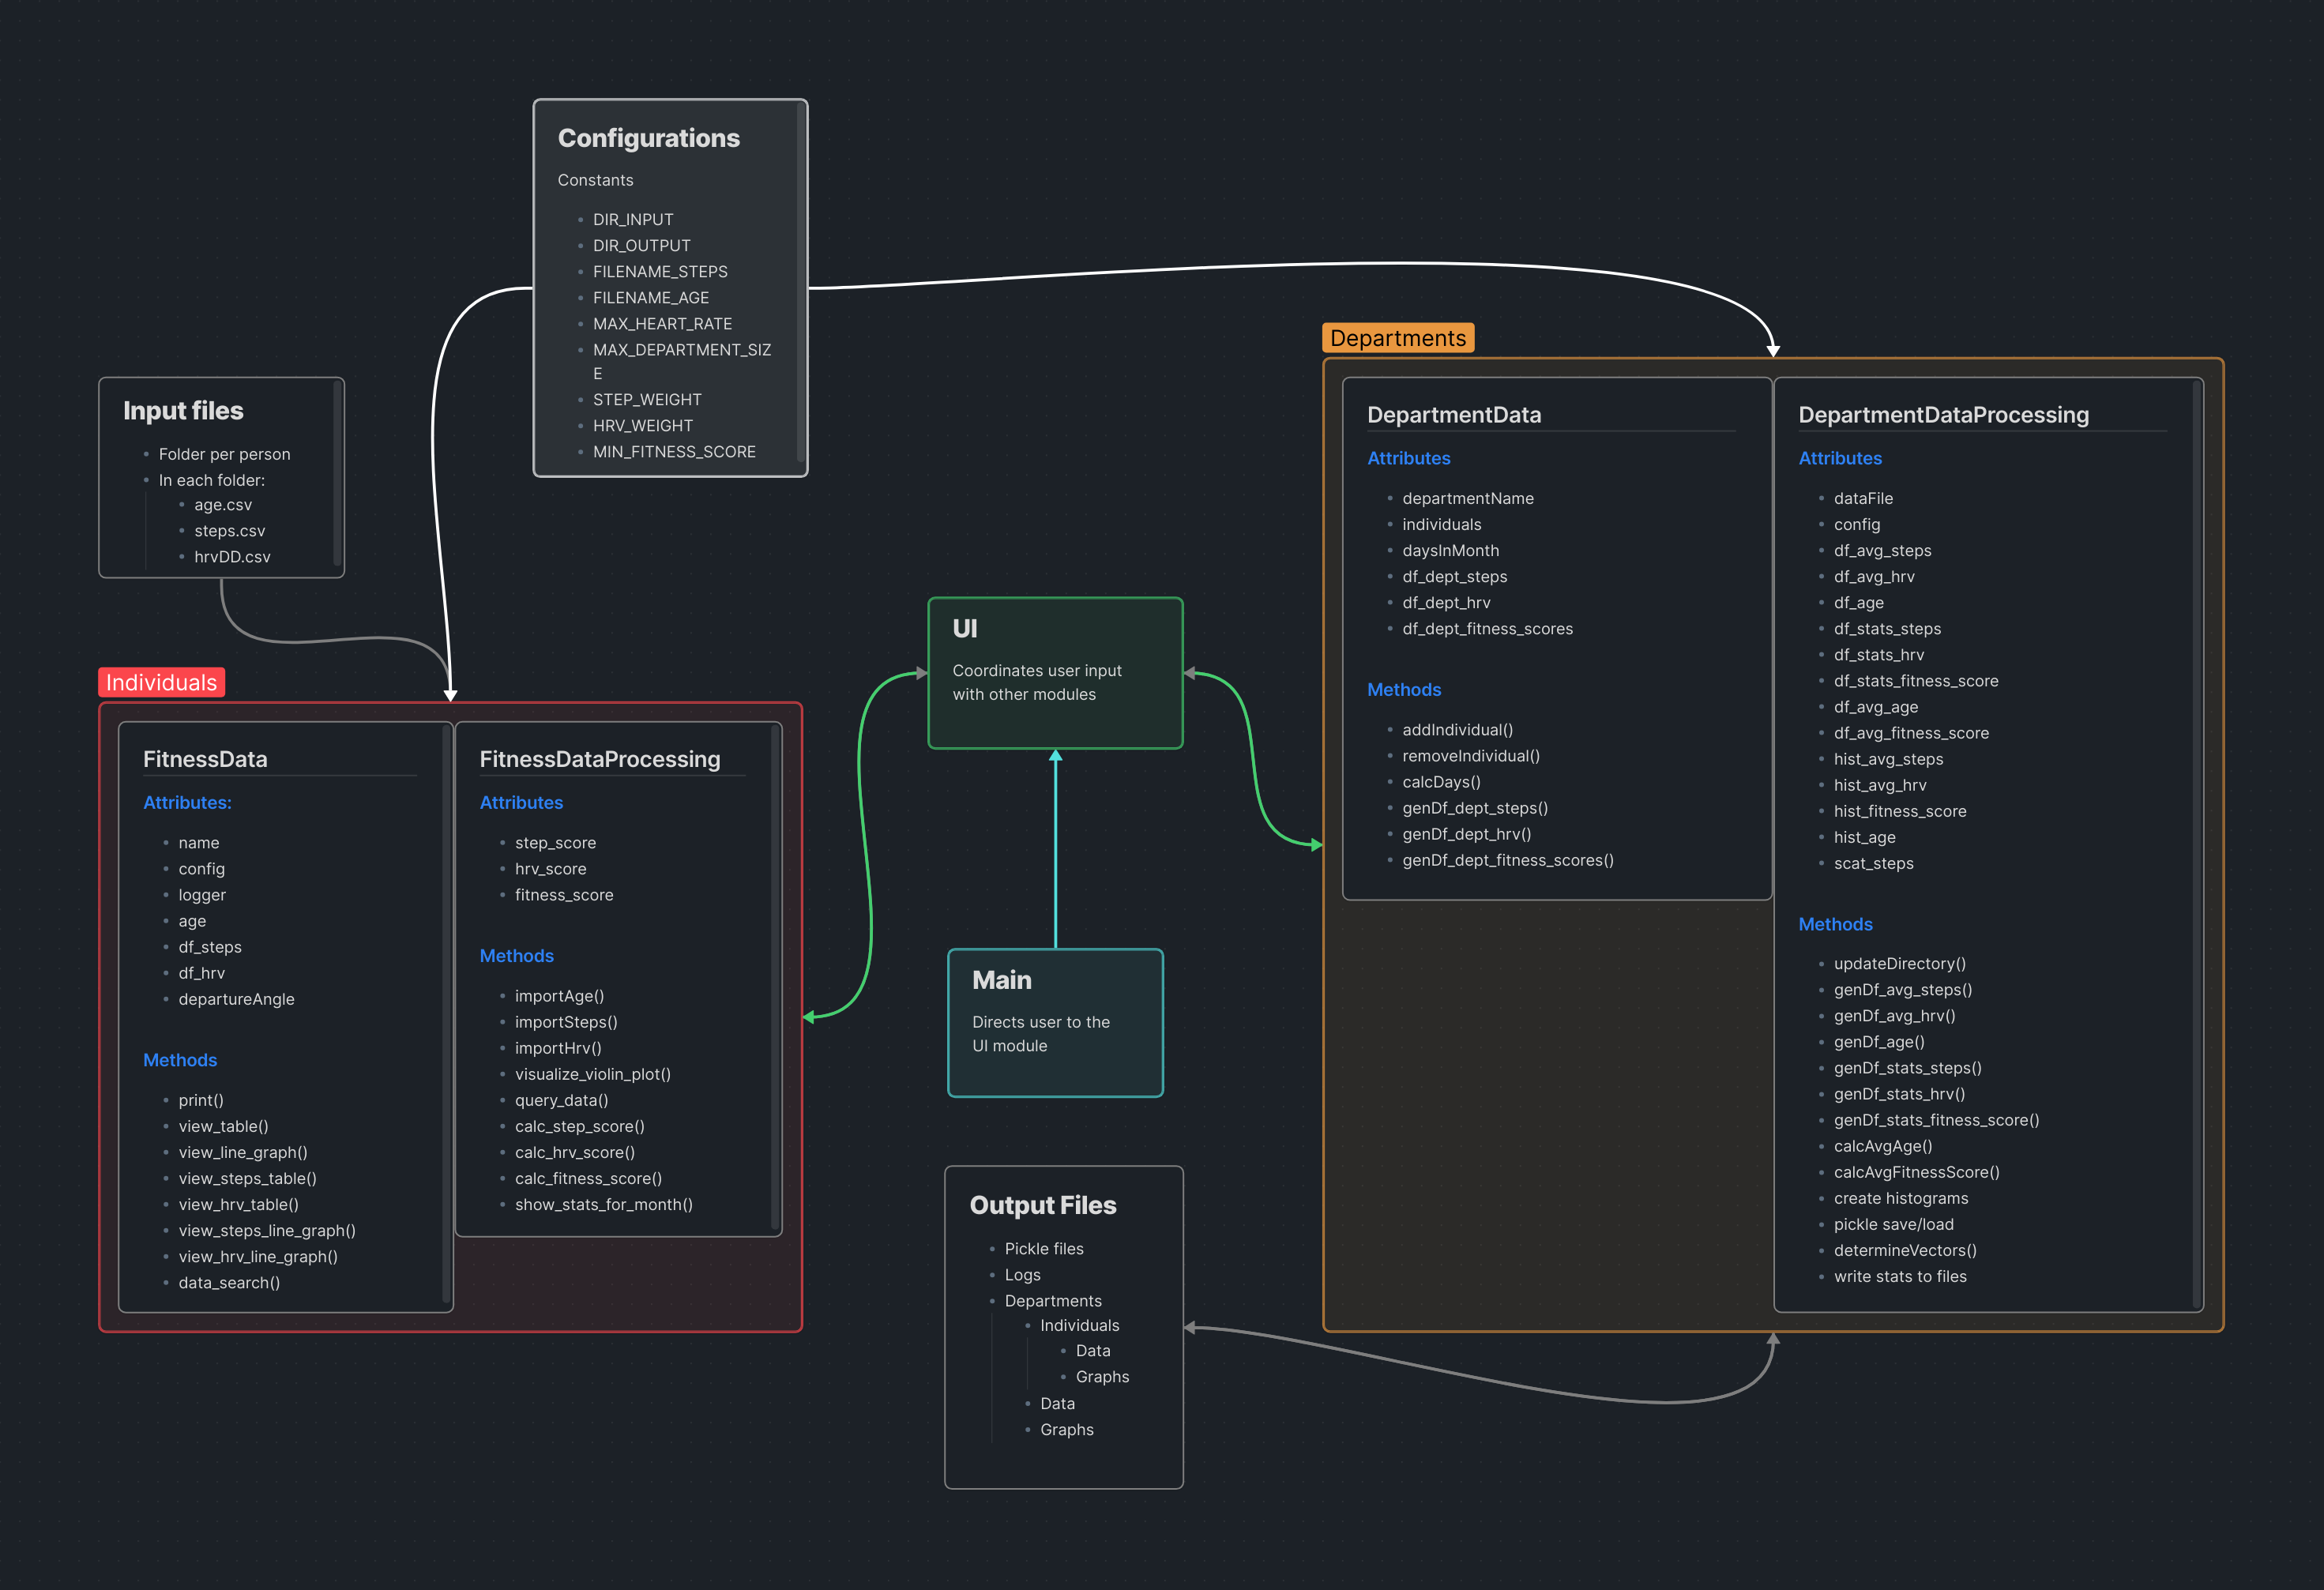 Configurations
Constants
DIR_INPUT
DIR_OUTPUT
FILENAME_STEPS
FILENAME_AGE
MAX_HEART_RATE
MAX_DEPARTMENT_SIZ
E
STEP_WEIGHT
HRV_WEIGHT
MIN_FITNESS_SCORE
Input files
Folder per person
In each folder:
age.csv
steps.csv
hrvDD.csv
Individuals
FitnessData
Attributes:
name
config
logger
age
df_steps
df_hrv
departureAngle
Methods
print()
view_table()
view_line_graph()
view_steps_table()
view_hrv_table()
view_steps_line_graph()
view_hrv_line_graph()
data_search()
FitnessDataProcessing
Attributes
step_score
hrv_score
fitness_score
Methods
importAge()
importSteps()
importHrv()
visualize_violin_plot()
query_data()
calc_step_score()
calc_hrv_score()
calc_fitness_score()
show_stats_for_month()
UI
Coordinates user input
with other modules
Main
Directs user to the
UI module
Output Files
Pickle files
Logs
Departments
Individuals
Data
Graphs
Data
Graphs
Departments
DepartmentData
Attributes
departmentName
individuals
daysInMonth
df_dept_steps
df_dept_hrv
df_dept_fitness_scores
Methods
addIndividual()
removeIndividual()
calcDays()
genDf_dept_steps()
genDf_dept_hrv()
genDf_dept_fitness_scores()
DepartmentDataProcessing
Attributes
dataFile
config
df_avg_steps
df_avg_hrv
df_age
df_stats_steps
df_stats_hrv
df_stats_fitness_score
df_avg_age
df_avg_fitness_score
hist_avg_steps
hist_avg_hrv
hist_fitness_score
hist_age
scat_steps
Methods
updateDirectory()
genDf_avg_steps()
genDf_avg_hrv()
genDf_age()
genDf_stats_steps()
genDf_stats_hrv()
genDf_stats_fitness_score()
calcAvgAge()
calcAvgFitnessScore()
create histograms
pickle save/load
determineVectors()
write stats to files